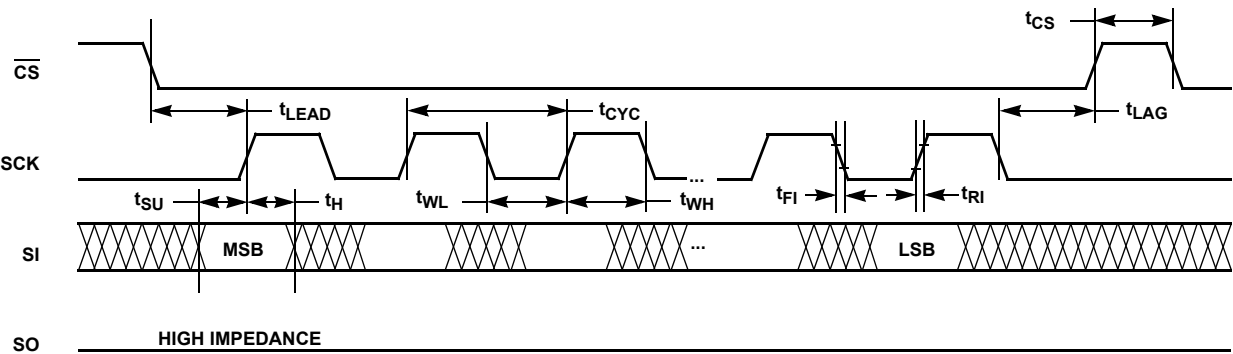 tCS
CS
tLEAD tCYC tLAG
SCK
...
tSU tH tWL tWH tFI tRI
SI MSB ... LSB
HIGH IMPEDANCE
SO